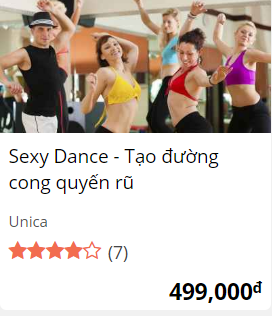 Sexy Dance - Tạo đường
cong quyến rũ
Unica
(7)
499,000đ